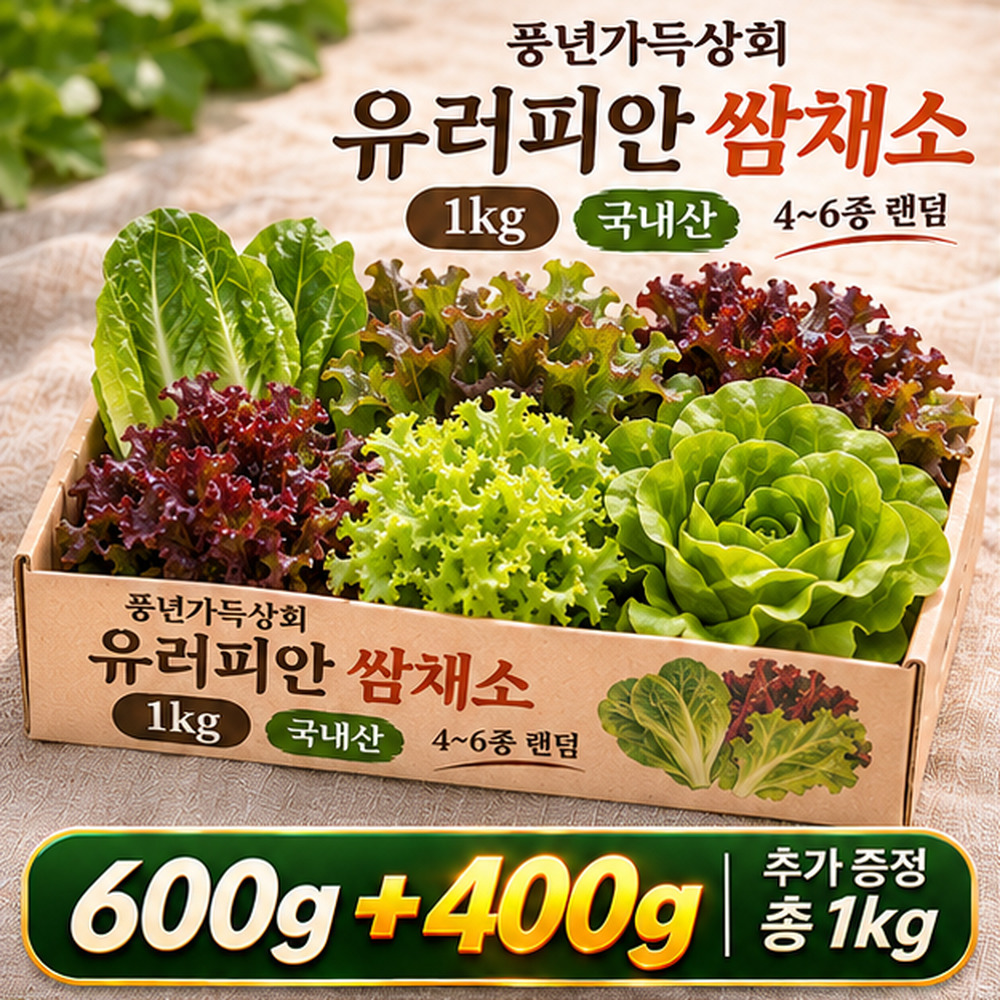 풍년가득상회
유러피안 쌈채소
1kg 국내산 4~6종 랜덤
풍년가득상회
유러피안 쌈채소
1kg 국내산 4~6종 랜덤
600g + 400g
추가 증정
총 1kg